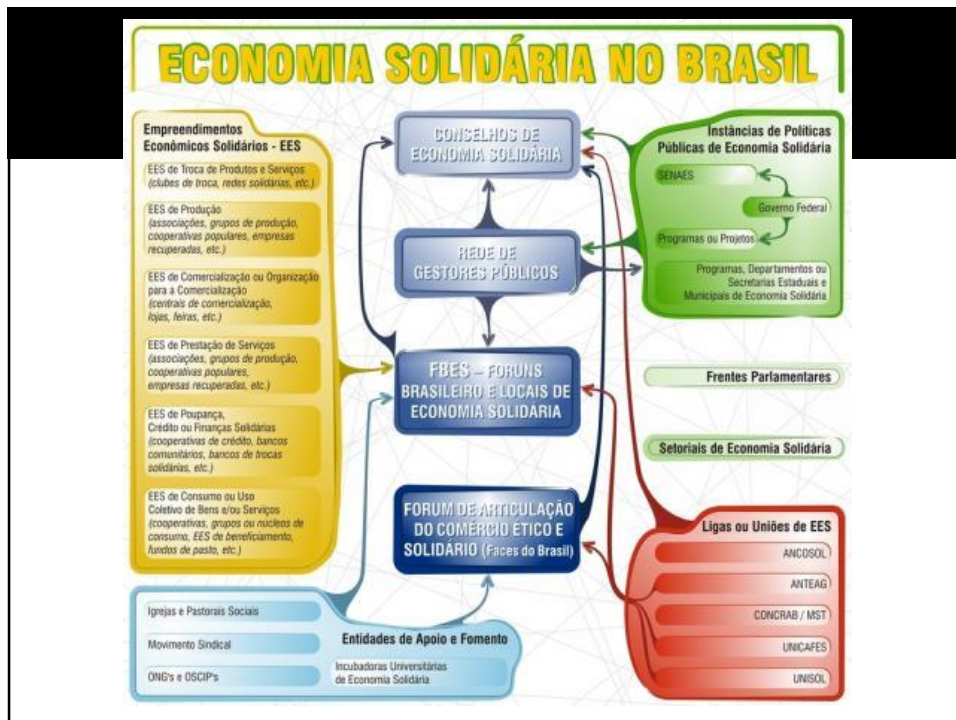 ECONOMIA SOLIDÁRIA NO BRASIL
Empreendimentos
Econômicos Solidários - EES
EES de Troca de Produtos e Serviços
(clubes de troca, redes solidárias, etc.)
EES de Produção
(associações, grupos de produção,
cooperativas populares, empresas
recuperadas, etc.)
EES de Comercialização ou Organização
para a Comercialização
(centrais de comercialização,
lojas, feiras, etc.)
EES de Prestação de Serviços
(associações, grupos de produção,
cooperativas populares,
empresas recuperadas, etc.)
EES de Poupança,
Crédito ou Finanças Solidárias
(cooperativas de crédito, bancos
comunitários, bancos de trocas
solidárias, etc.)
EES de Consumo ou Uso
Coletivo de Bens e/ou Serviços
(cooperativas, grupos ou núcleos de
consumo, EES de beneficiamento,
fundos de pasto, etc.)
CONSELHOS DE
ECONOMIA SOLIDÁRIA
REDE DE
GESTORES PÚBLICOS
FBES – FORUNS
BRASILEIRO E LOCAIS DE
ECONOMIA SOLIDÁRIA
FORUM DE ARTICULAÇÃO
DO COMÉRCIO ÉTICO E
SOLIDÁRIO (Faces do Brasil)
Instâncias de Políticas
Públicas de Economia Solidária
SENAES
Governo Federal
Programas ou Projetos
Programas, Departamentos ou
Secretarias Estaduais e
Municipais de Economia Solidária
Frentes Parlamentares
Setoriais de Economia Solidária
Ligas ou Uniões de EES
ANCOSOL
ANTEAG
CONCRAB / MST
UNICAFES
UNISOL
Igrejas e Pastorais Sociais
Movimento Sindical
ONG's e OSCIP's
Entidades de Apoio e Fomento
Incubadoras Universitárias
de Economia Solidária